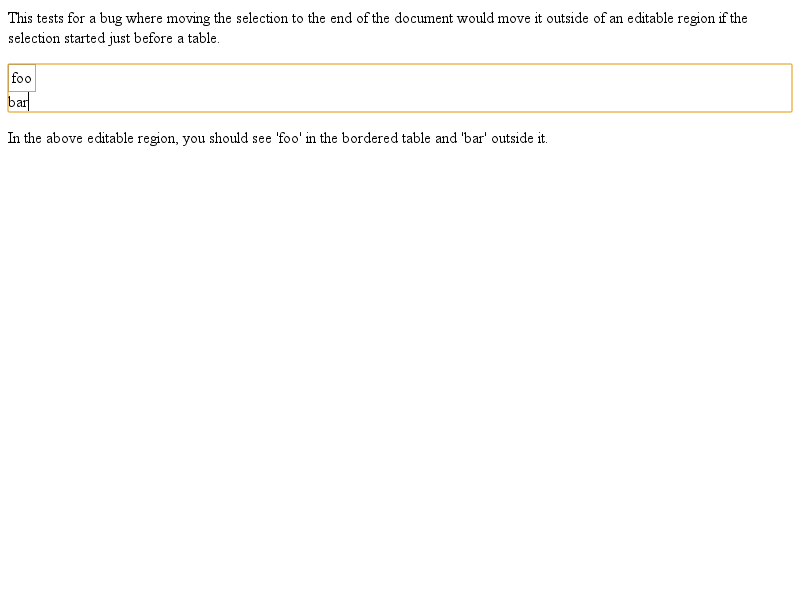 This tests for a bug where moving the selection to the end of the document would move it outside of an editable region if the
selection started just before a table.
foo
bar
In the above editable region, you should see 'foo' in the bordered table and 'bar' outside it.